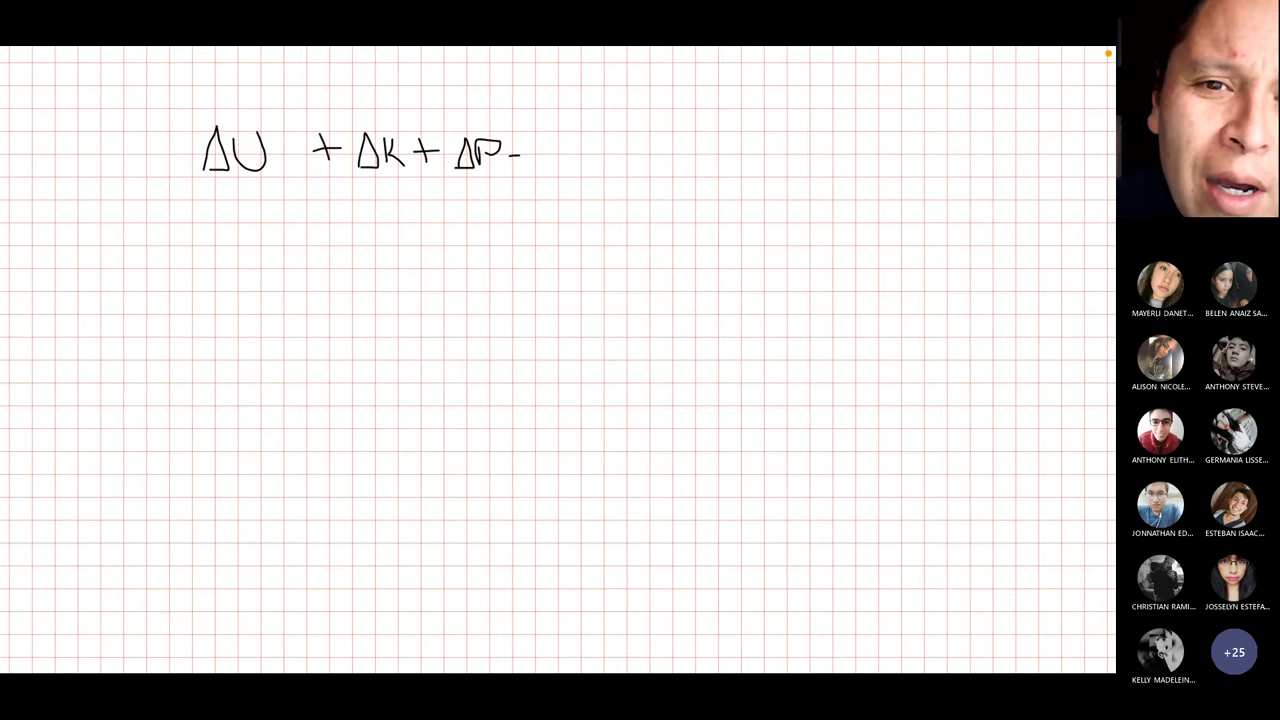 ΔU + ΔK + ΔP -
MAYERLI DANET...
BELEN ANAIZ SA...
ALISON NICOLE...
ANTHONY STEVE...
ANTHONY ELITH...
GERMANIA LISSE...
JONNATHAN ED...
ESTEBAN ISAAC...
CHRISTIAN RAMI...
JOSSELYN ESTEFA...
KELLY MADELEIN...
+25